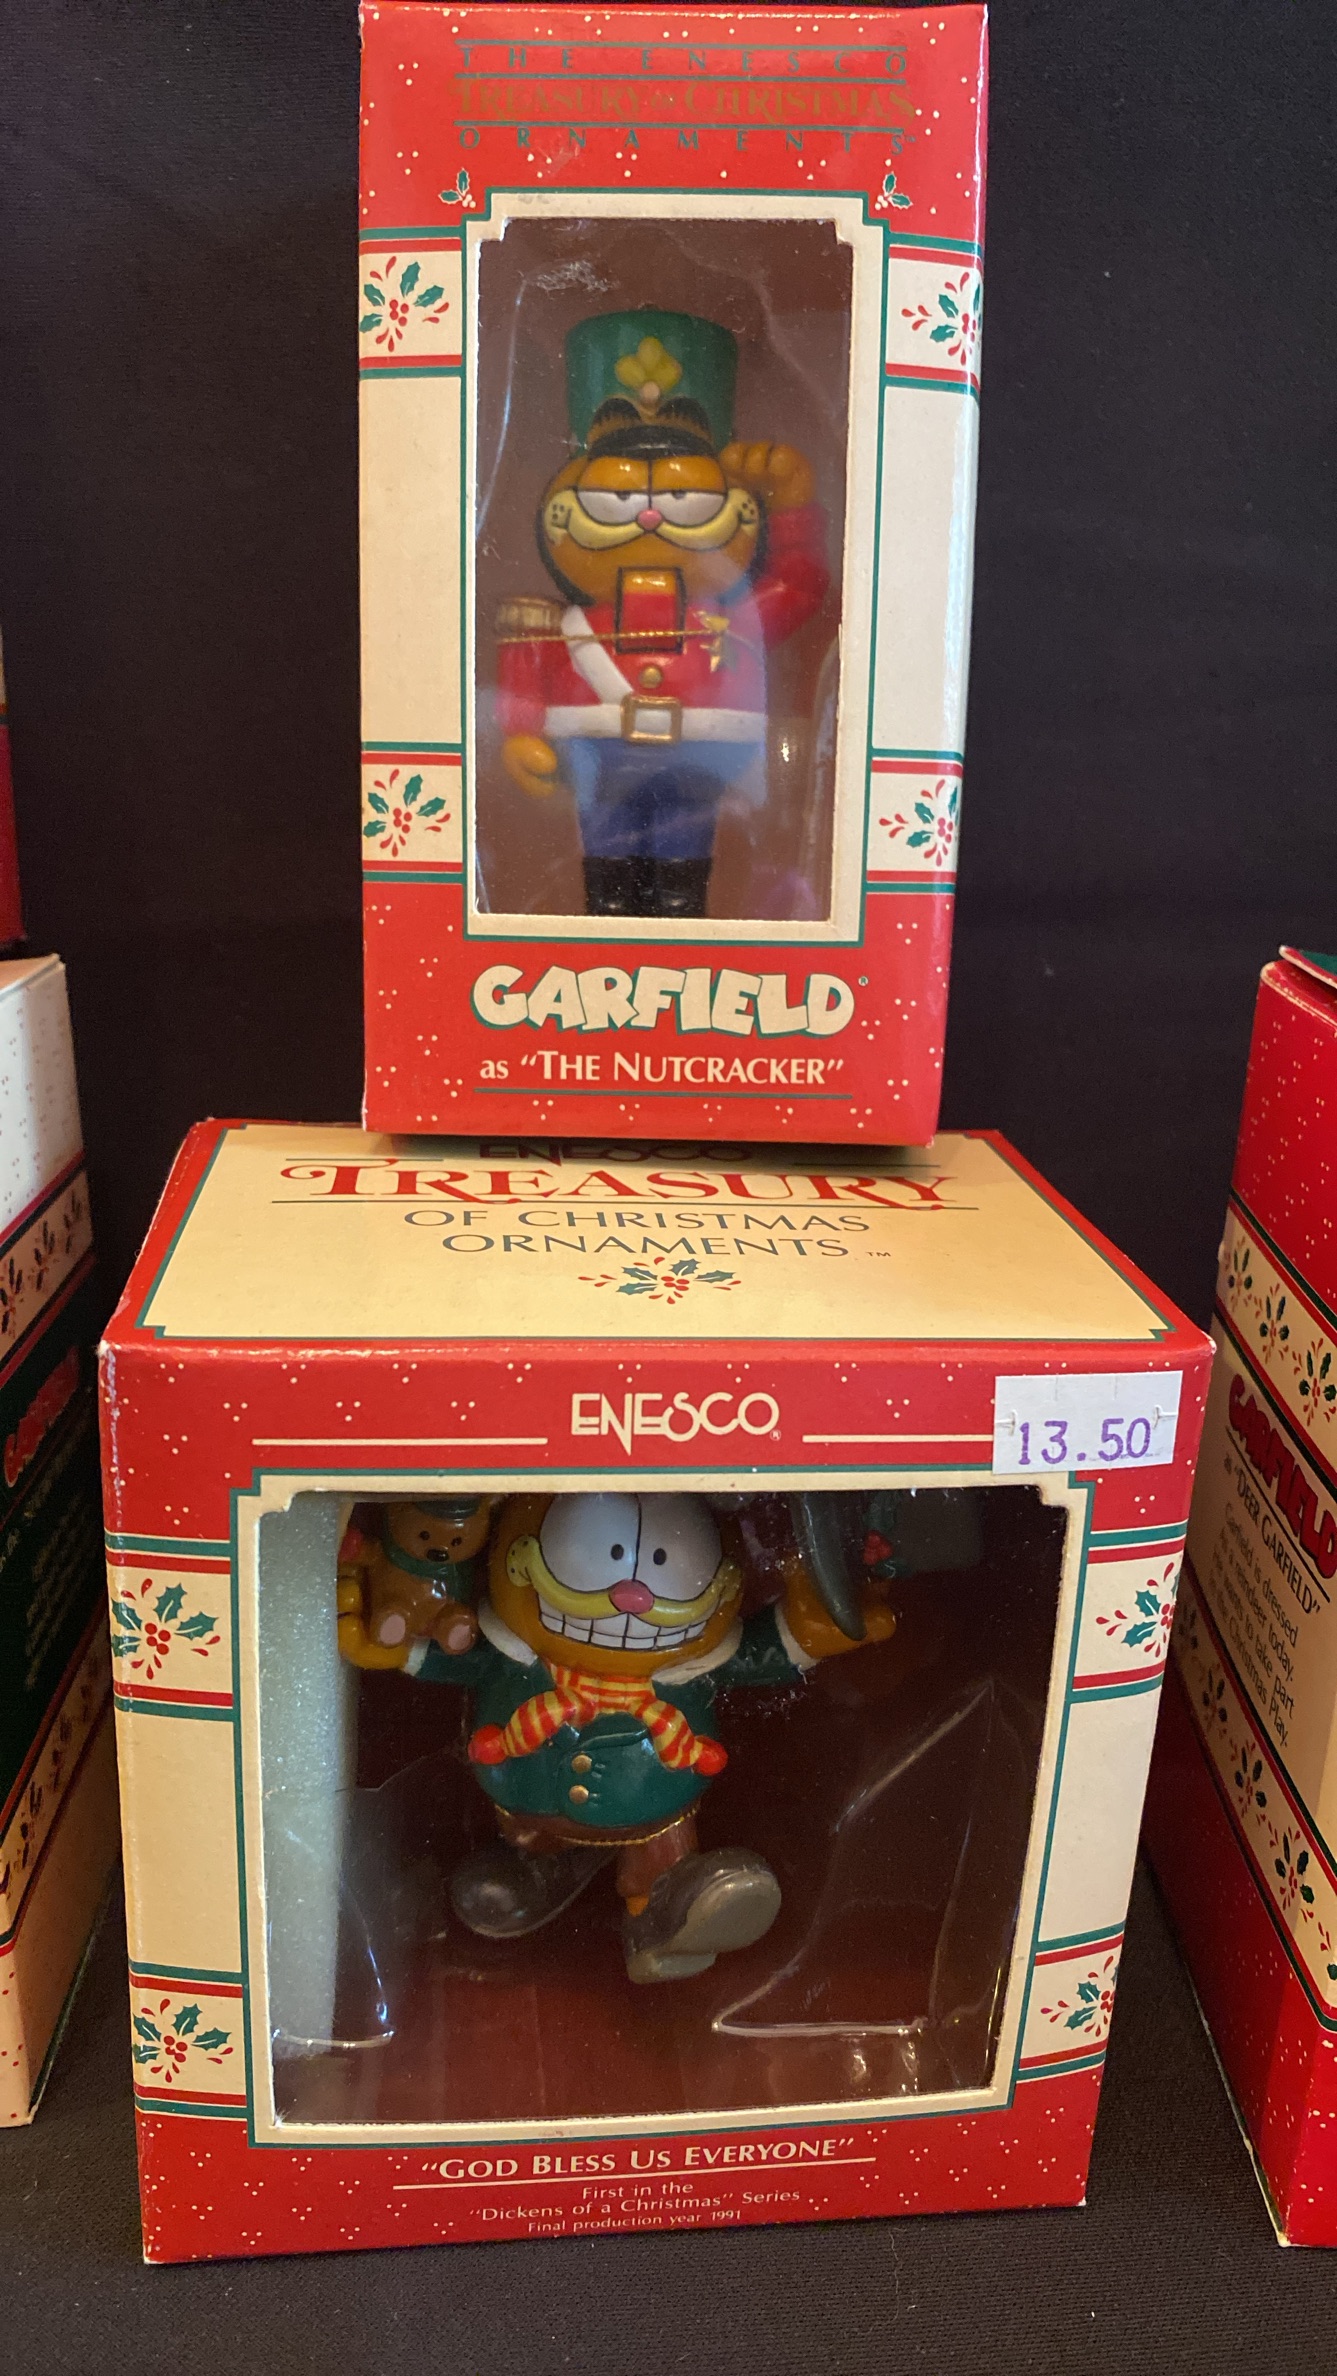 THE ENESCO
TREASURY OF CHRISTMAS
ORNAMENTS™
GARFIELD®
as "THE NUTCRACKER"
ENESCO
TREASURY
OF CHRISTMAS
ORNAMENTS™
ENESCO®
13.50
"GOD BLESS US EVERYONE"
First in the
"Dickens of a Christmas" Series
Final production year 1991
GARFIELD
as "DEER GARFIELD"
Garfield is dressed
as a reindeer today.
He wants to take part
in the Christmas play.